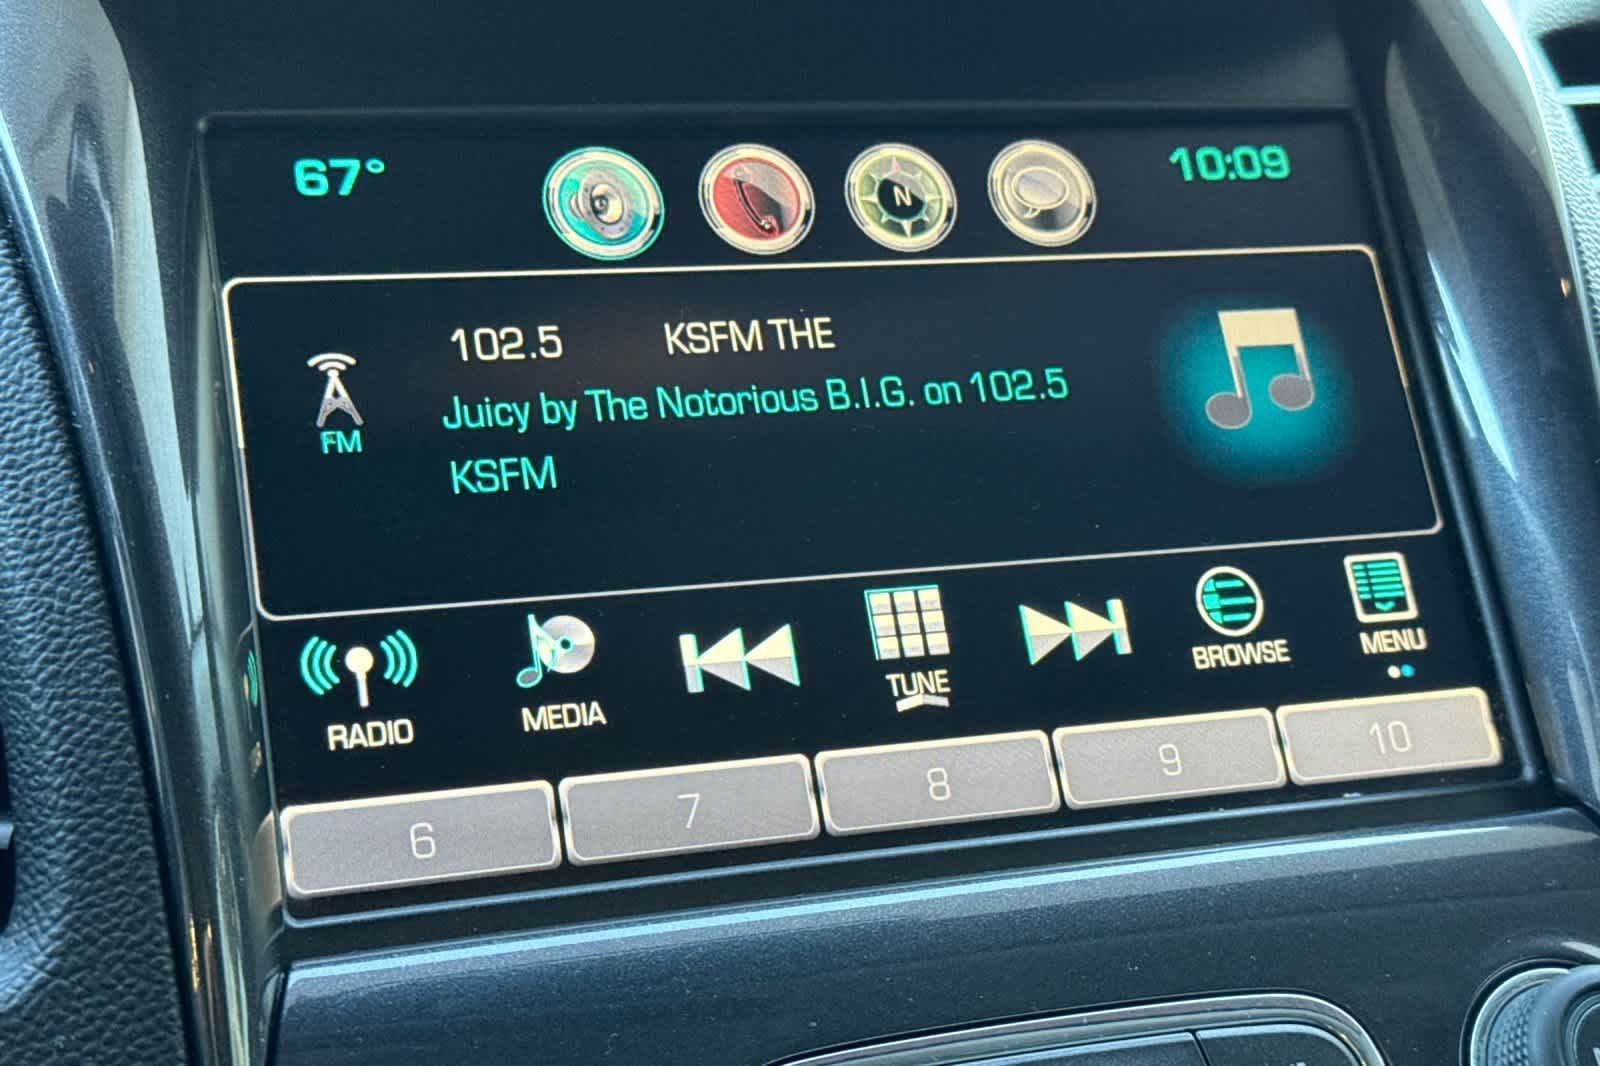 67° 10:09
N
102.5 KSFM THE
Juicy by The Notorious B.I.G. on 102.5
KSFM
FM
RADIO MEDIA TUNE BROWSE MENU
6 7 8 9 10